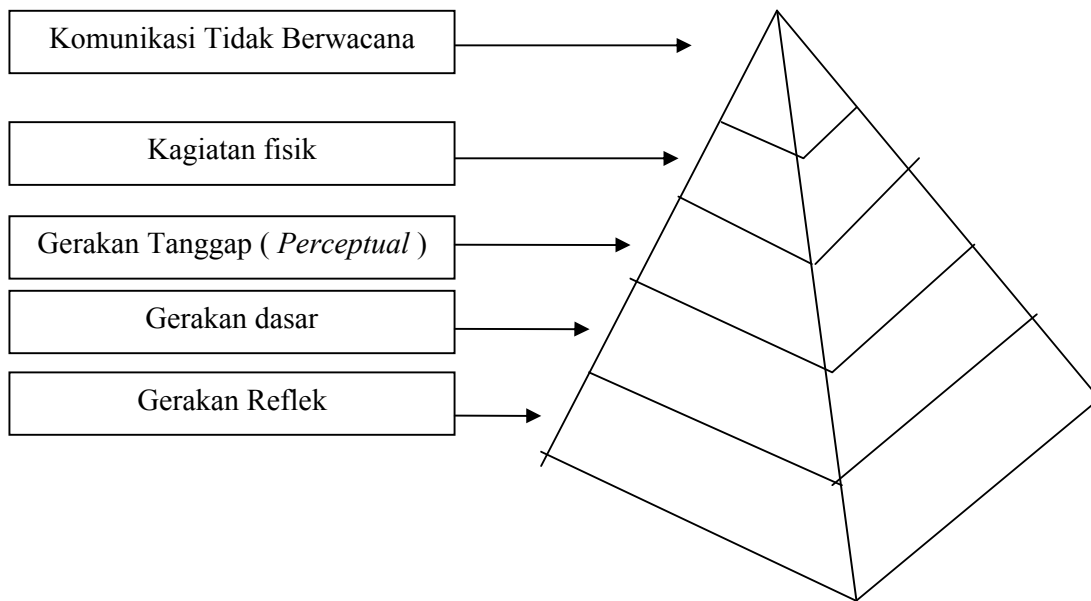 Komunikasi Tidak Berwacana
Kagiatan fisik
Gerakan Tanggap ( Perceptual )
Gerakan dasar
Gerakan Reflek